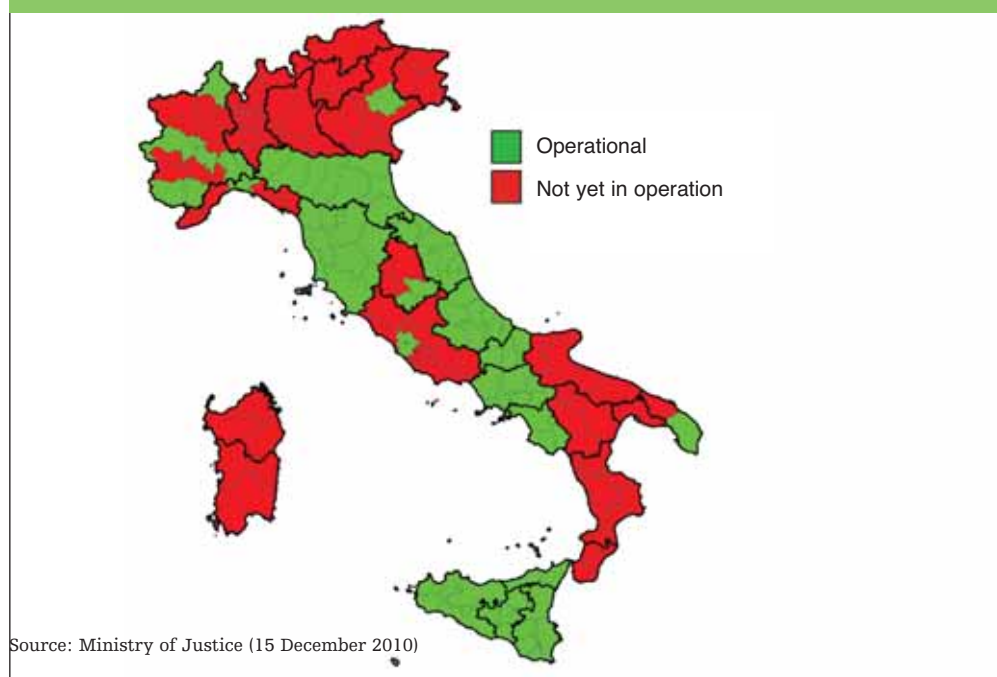 Operational
Not yet in operation
Source: Ministry of Justice (15 December 2010)